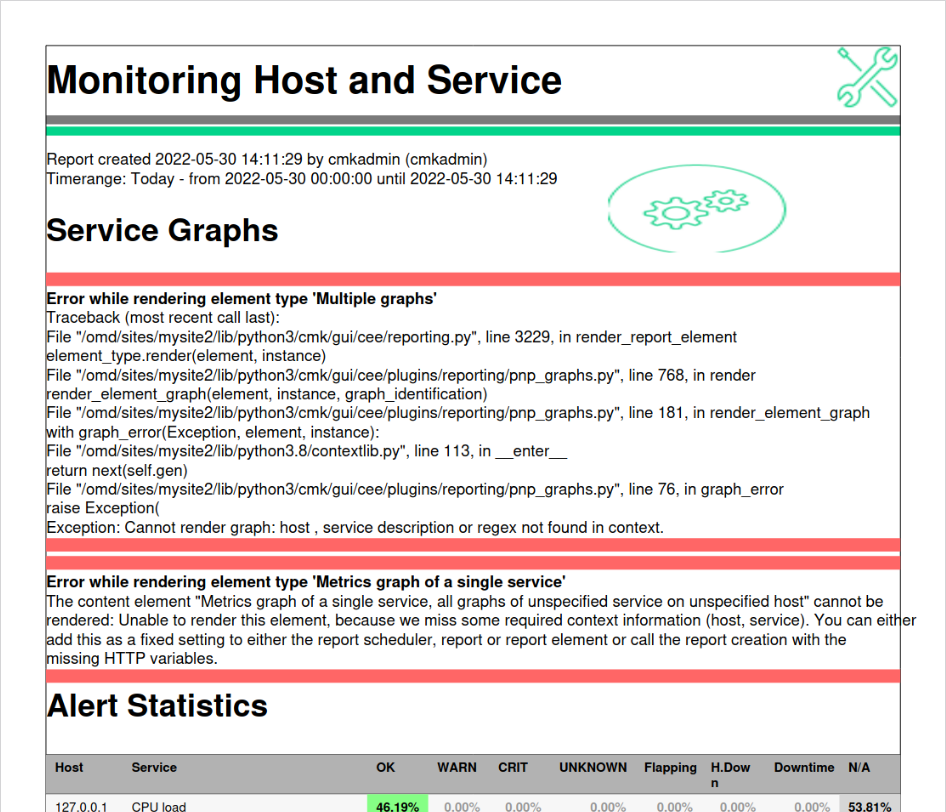 Monitoring Host and Service
Report created 2022-05-30 14:11:29 by cmkadmin (cmkadmin)
Timerange: Today - from 2022-05-30 00:00:00 until 2022-05-30 14:11:29
Service Graphs
Error while rendering element type 'Multiple graphs'
Traceback (most recent call last):
File "/omd/sites/mysite2/lib/python3/cmk/gui/cee/reporting.py", line 3229, in render_report_element
element_type.render(element, instance)
File "/omd/sites/mysite2/lib/python3/cmk/gui/cee/plugins/reporting/pnp_graphs.py", line 768, in render
render_element_graph(element, instance, graph_identification)
File "/omd/sites/mysite2/lib/python3/cmk/gui/cee/plugins/reporting/pnp_graphs.py", line 181, in render_element_graph
with graph_error(Exception, element, instance):
File "/omd/sites/mysite2/lib/python3.8/contextlib.py", line 113, in __enter__
return next(self.gen)
File "/omd/sites/mysite2/lib/python3/cmk/gui/cee/plugins/reporting/pnp_graphs.py", line 76, in graph_error
raise Exception(
Exception: Cannot render graph: host , service description or regex not found in context.
Error while rendering element type 'Metrics graph of a single service'
The content element "Metrics graph of a single service, all graphs of unspecified service on unspecified host" cannot be
rendered: Unable to render this element, because we miss some required context information (host, service). You can either
add this as a fixed setting to either the report scheduler, report or report element or call the report creation with the
missing HTTP variables.
Alert Statistics
Host Service OK WARN CRIT UNKNOWN Flapping H.Dow Downtime N/A
n
127.0.0.1 CPU load 46.19% 0.00% 0.00% 0.00% 0.00% 0.00% 0.00% 53.81%